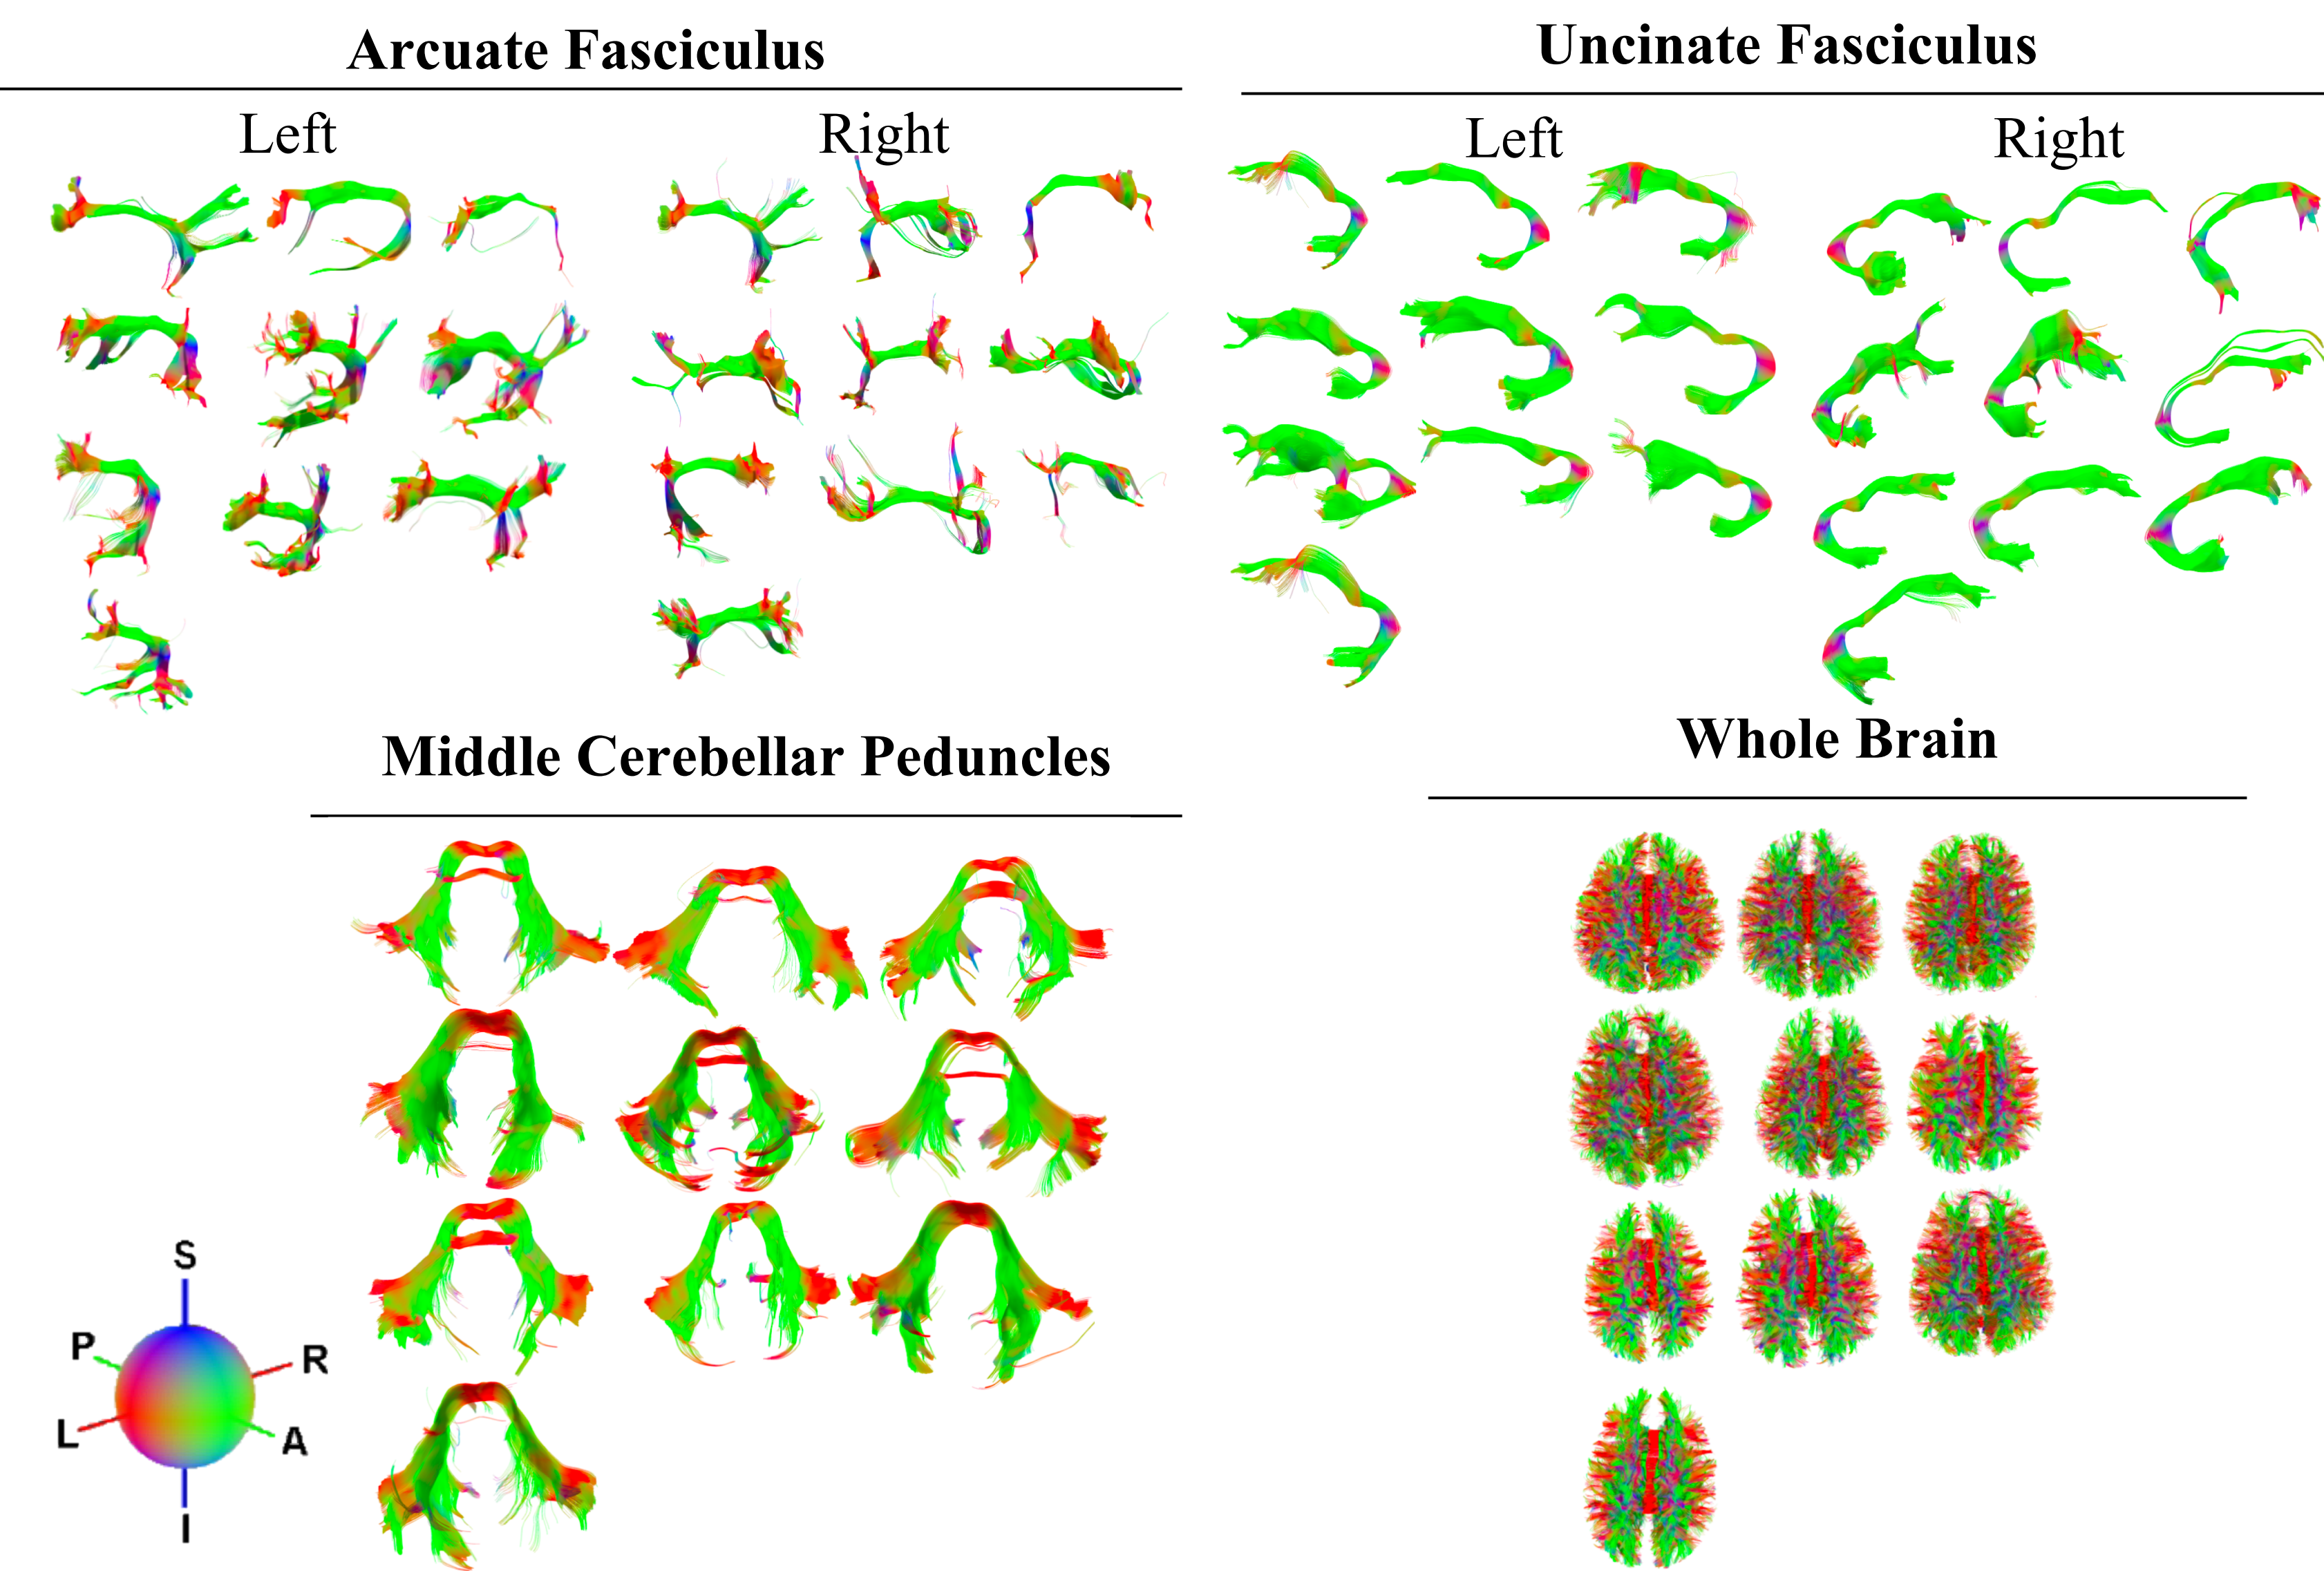 Arcuate Fasciculus
Uncinate Fasciculus
Left
Right
Left
Right
Middle Cerebellar Peduncles
Whole Brain
S
P
R
L
A
I